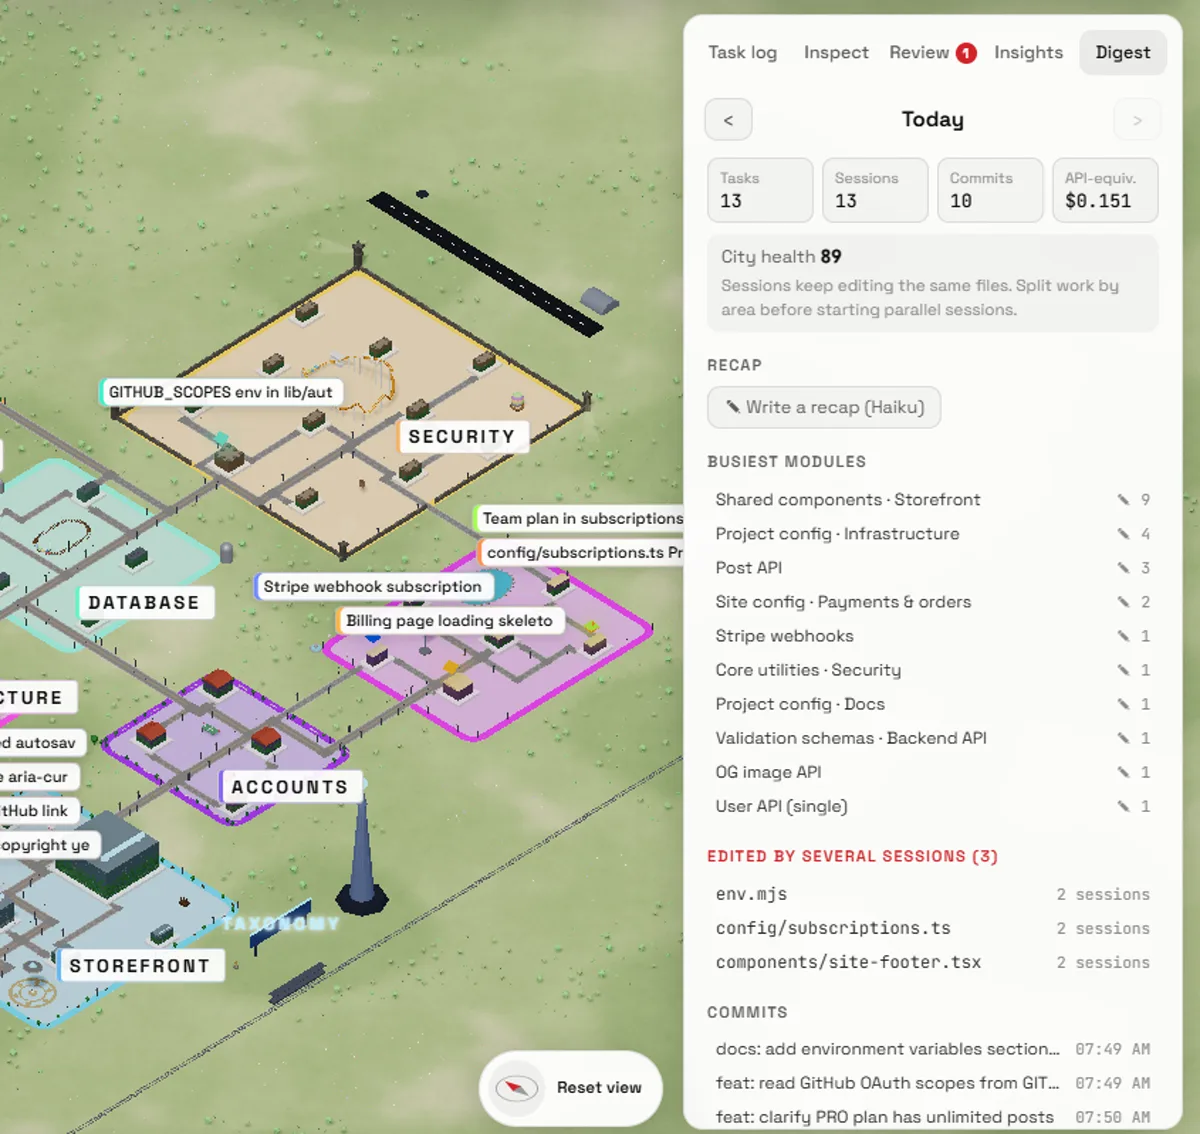 Task log Inspect Review 1 Insights Digest
< Today >
Tasks Sessions Commits API-equiv.
13 13 10 $0.151
City health 89
Sessions keep editing the same files. Split work by
area before starting parallel sessions.
RECAP
Write a recap (Haiku)
BUSIEST MODULES
Shared components · Storefront 9
Project config · Infrastructure 4
Post API 3
Site config · Payments & orders 2
Stripe webhooks 1
Core utilities · Security 1
Project config · Docs 1
Validation schemas · Backend API 1
OG image API 1
User API (single) 1
EDITED BY SEVERAL SESSIONS (3)
env.mjs 2 sessions
config/subscriptions.ts 2 sessions
components/site-footer.tsx 2 sessions
COMMITS
docs: add environment variables section... 07:49 AM
feat: read GitHub OAuth scopes from GIT... 07:49 AM
feat: clarify PRO plan has unlimited posts 07:50 AM
GITHUB_SCOPES env in lib/aut
SECURITY
Team plan in subscriptions
config/subscriptions.ts Pr
Stripe webhook subscription
DATABASE
Billing page loading skeleto
CTURE
ed autosav
e aria-cur
ACCOUNTS
itHub link
opyright ye
TAXONOMY
STOREFRONT
Reset view